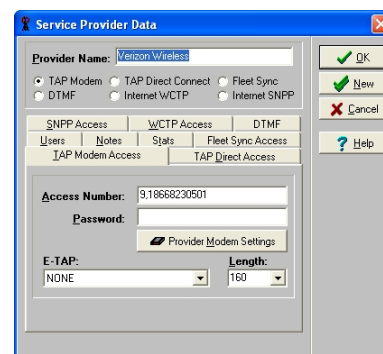 Service Provider Data
Provider Name: Verizon Wireless
TAP Modem TAP Direct Connect Fleet Sync
DTMF Internet WCTP Internet SNPP
OK
New
Cancel
Help
SNPP Access WCTP Access DTMF
Users Notes Stats Fleet Sync Access
TAP Modem Access TAP Direct Access
Access Number: 9,18668230501
Password:
Provider Modem Settings
E-TAP: Length:
NONE 160